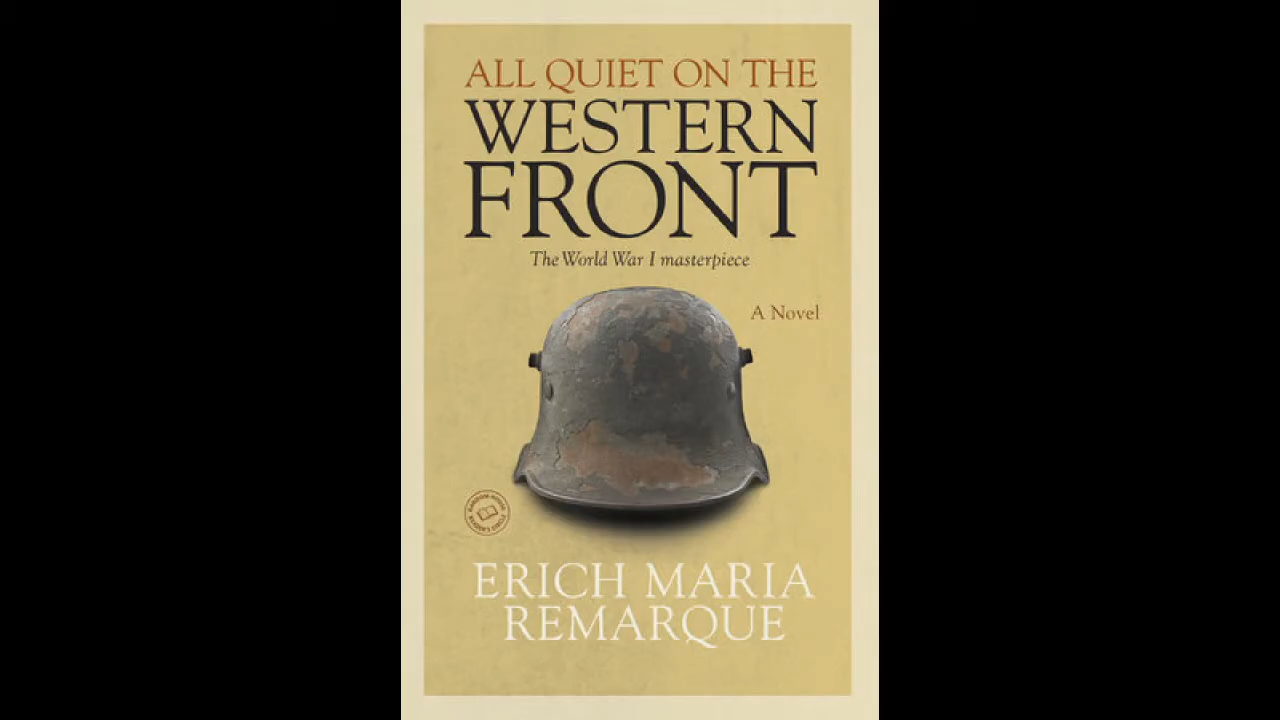 ALL QUIET ON THE
WESTERN
FRONT
The World War I masterpiece
A Novel
ERICH MARIA
REMARQUE